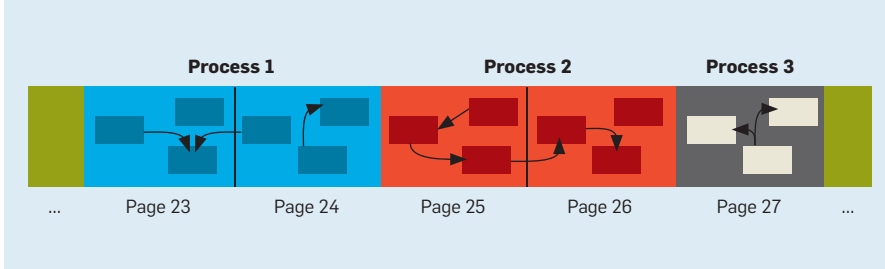 Process 1 Process 2 Process 3
... Page 23 Page 24 Page 25 Page 26 Page 27 ...